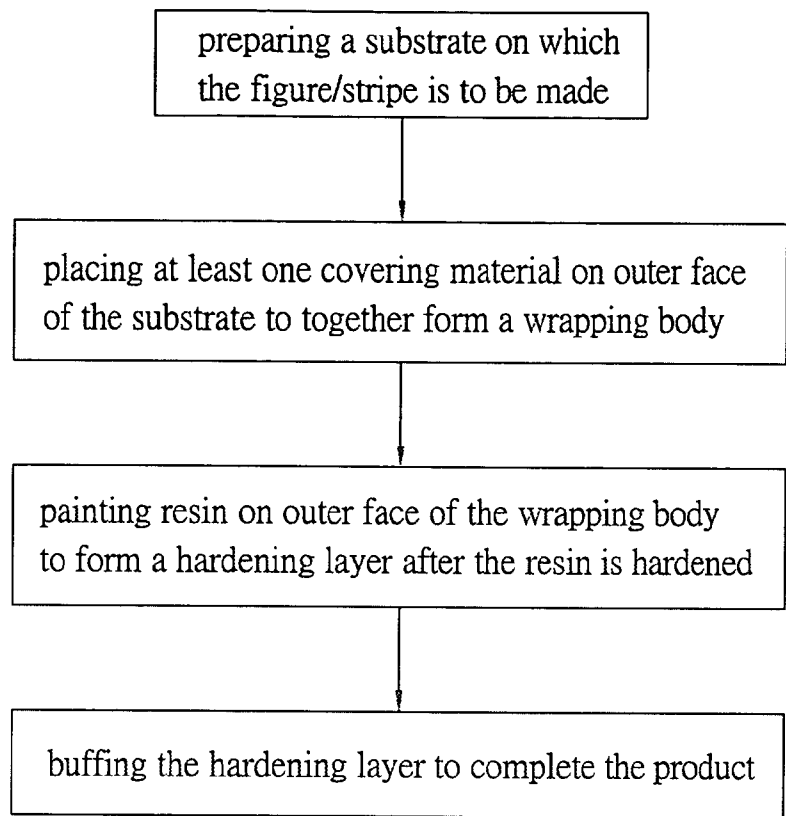 preparing a substrate on which
the figure/stripe is to be made
placing at least one covering material on outer face
of the substrate to together form a wrapping body
painting resin on outer face of the wrapping body
to form a hardening layer after the resin is hardened
buffing the hardening layer to complete the product